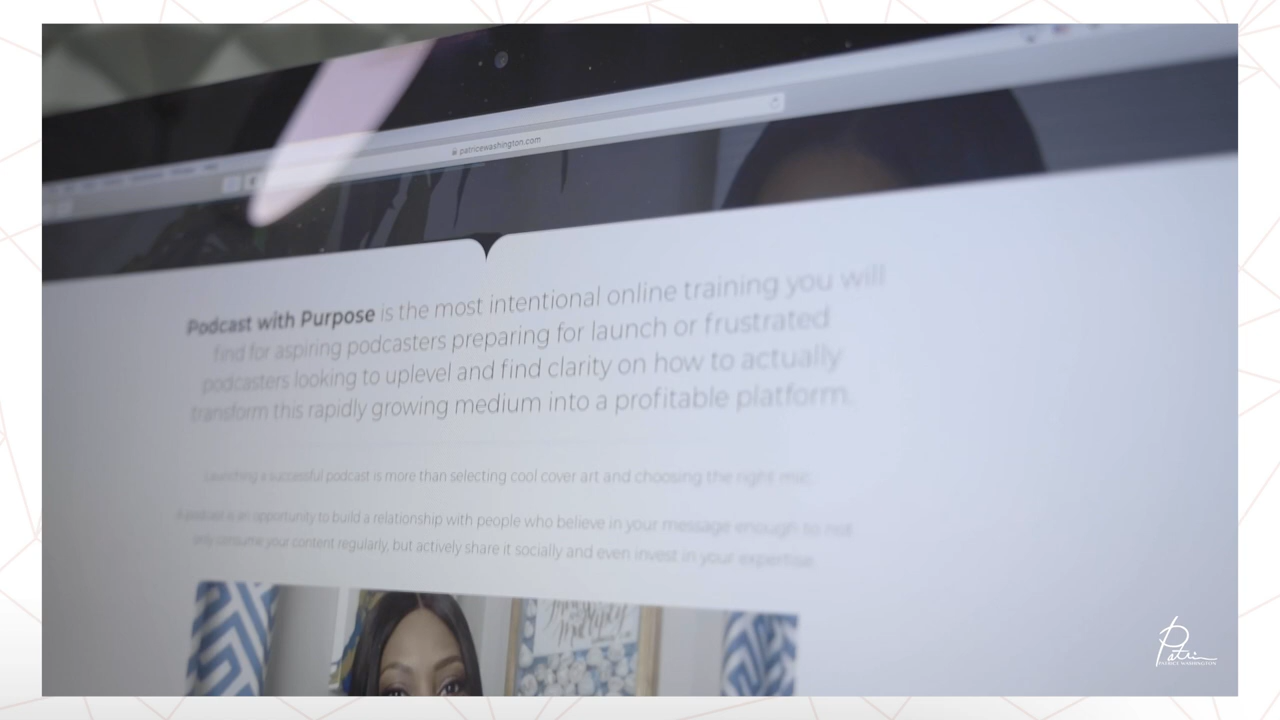 patricewashington.com
Podcast with Purpose is the most intentional online training you will
find for aspiring podcasters preparing for launch or frustrated
podcasters looking to uplevel and find clarity on how to actually
transform this rapidly growing medium into a profitable platform.
Launching a successful podcast is more than selecting cool cover art and choosing the right mic.
A podcast is an opportunity to build a relationship with people who believe in your message enough to not
only consume your content regularly, but actively share it socially and even invest in your expertise.
Patrice
PATRICE WASHINGTON